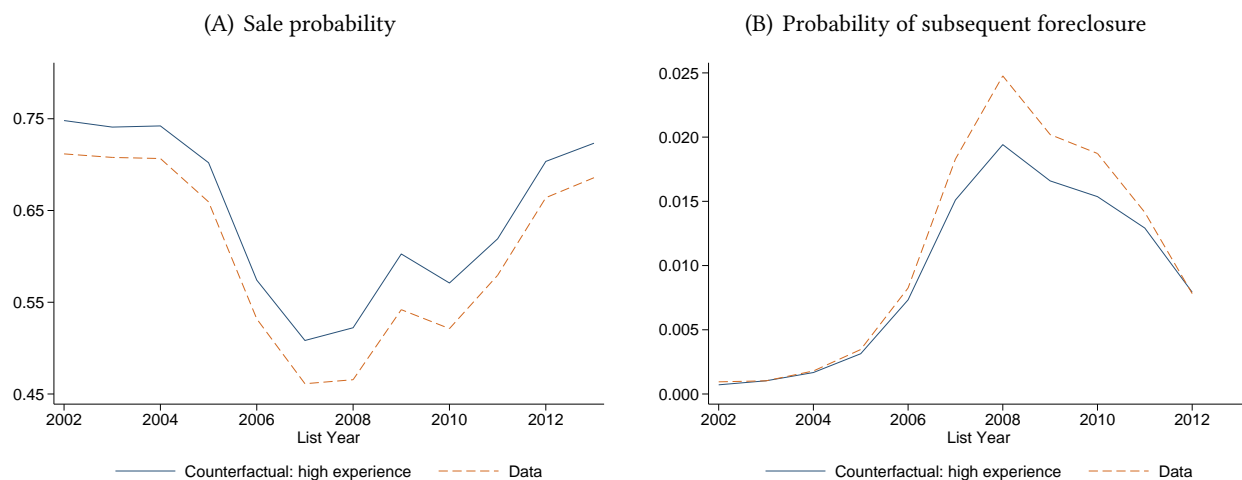 (A) Sale probability
0.75
0.65
0.55
0.45
2002 2004 2006 2008 2010 2012
List Year
Counterfactual: high experience Data
(B) Probability of subsequent foreclosure
0.025
0.020
0.015
0.010
0.005
0.000
2002 2004 2006 2008 2010 2012
List Year
Counterfactual: high experience Data